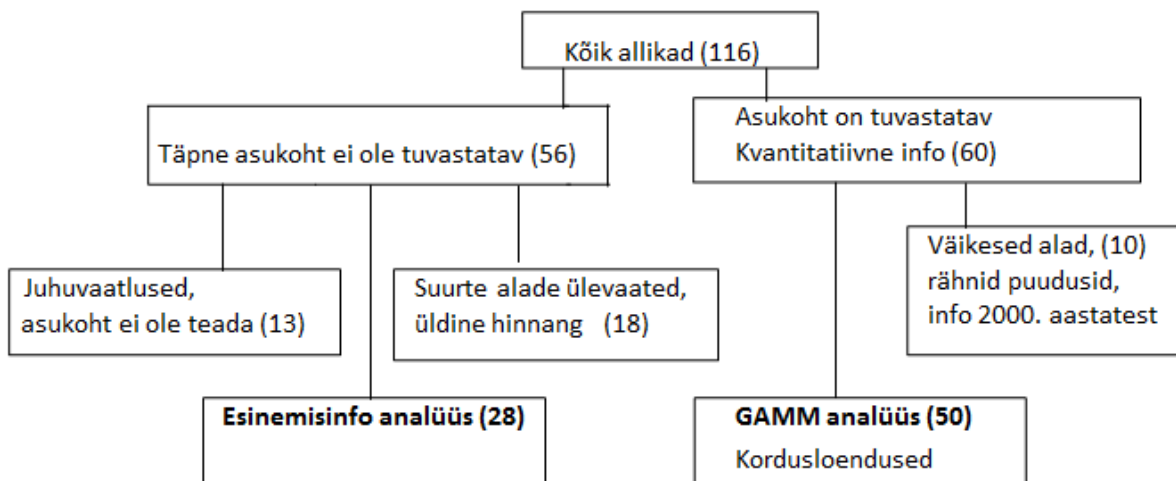 Kõik allikad (116)
Täpne asukoht ei ole tuvastatav (56)
Asukoht on tuvastatav
Kvantitatiivne info (60)
Juhuvaatlused,
asukoht ei ole teada (13)
Suurte alade ülevaated,
üldine hinnang (18)
Väikesed alad, (10)
rähnid puudusid,
info 2000. aastatest
Esinemisinfo analüüs (28)
GAMM analüüs (50)
Kordusloendused